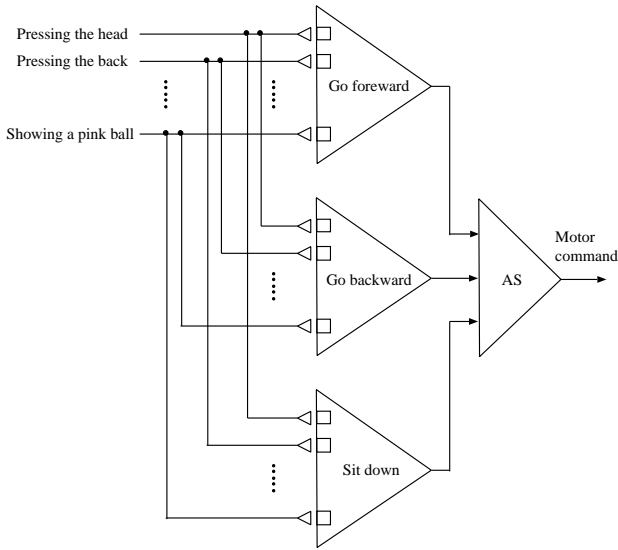 Pressing the head
Pressing the back
Showing a pink ball
Go foreward
Go backward
Sit down
AS
Motor
command